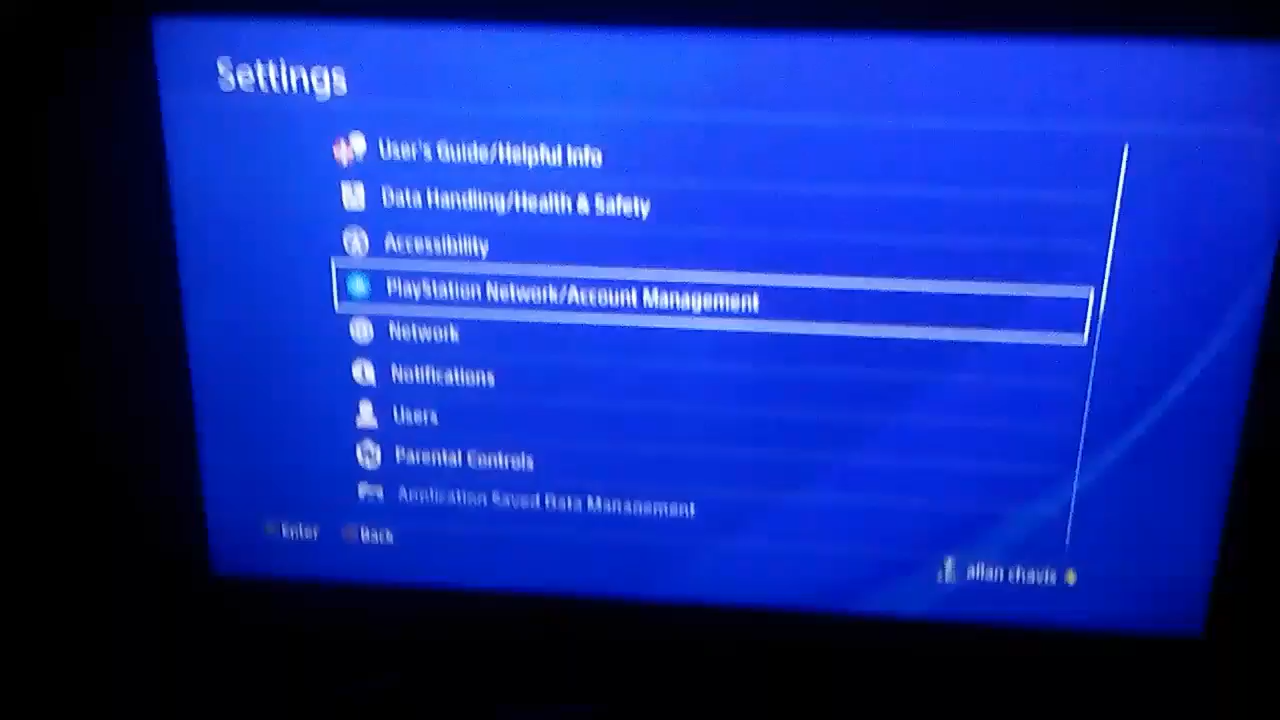 Settings
User's Guide/Helpful Info
Data Handling/Health & Safety
Accessibility
PlayStation Network/Account Management
Network
Notifications
Users
Parental Controls
Application Saved Data Management
Enter Back
allan chavis